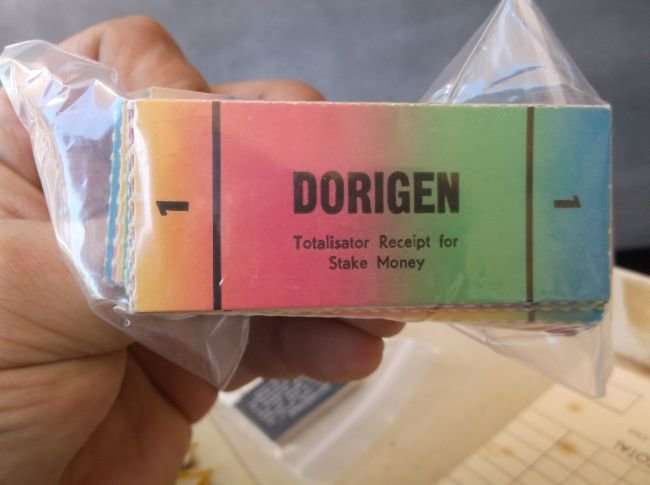 1
DORIGEN
1
Totalisator Receipt for
Stake Money